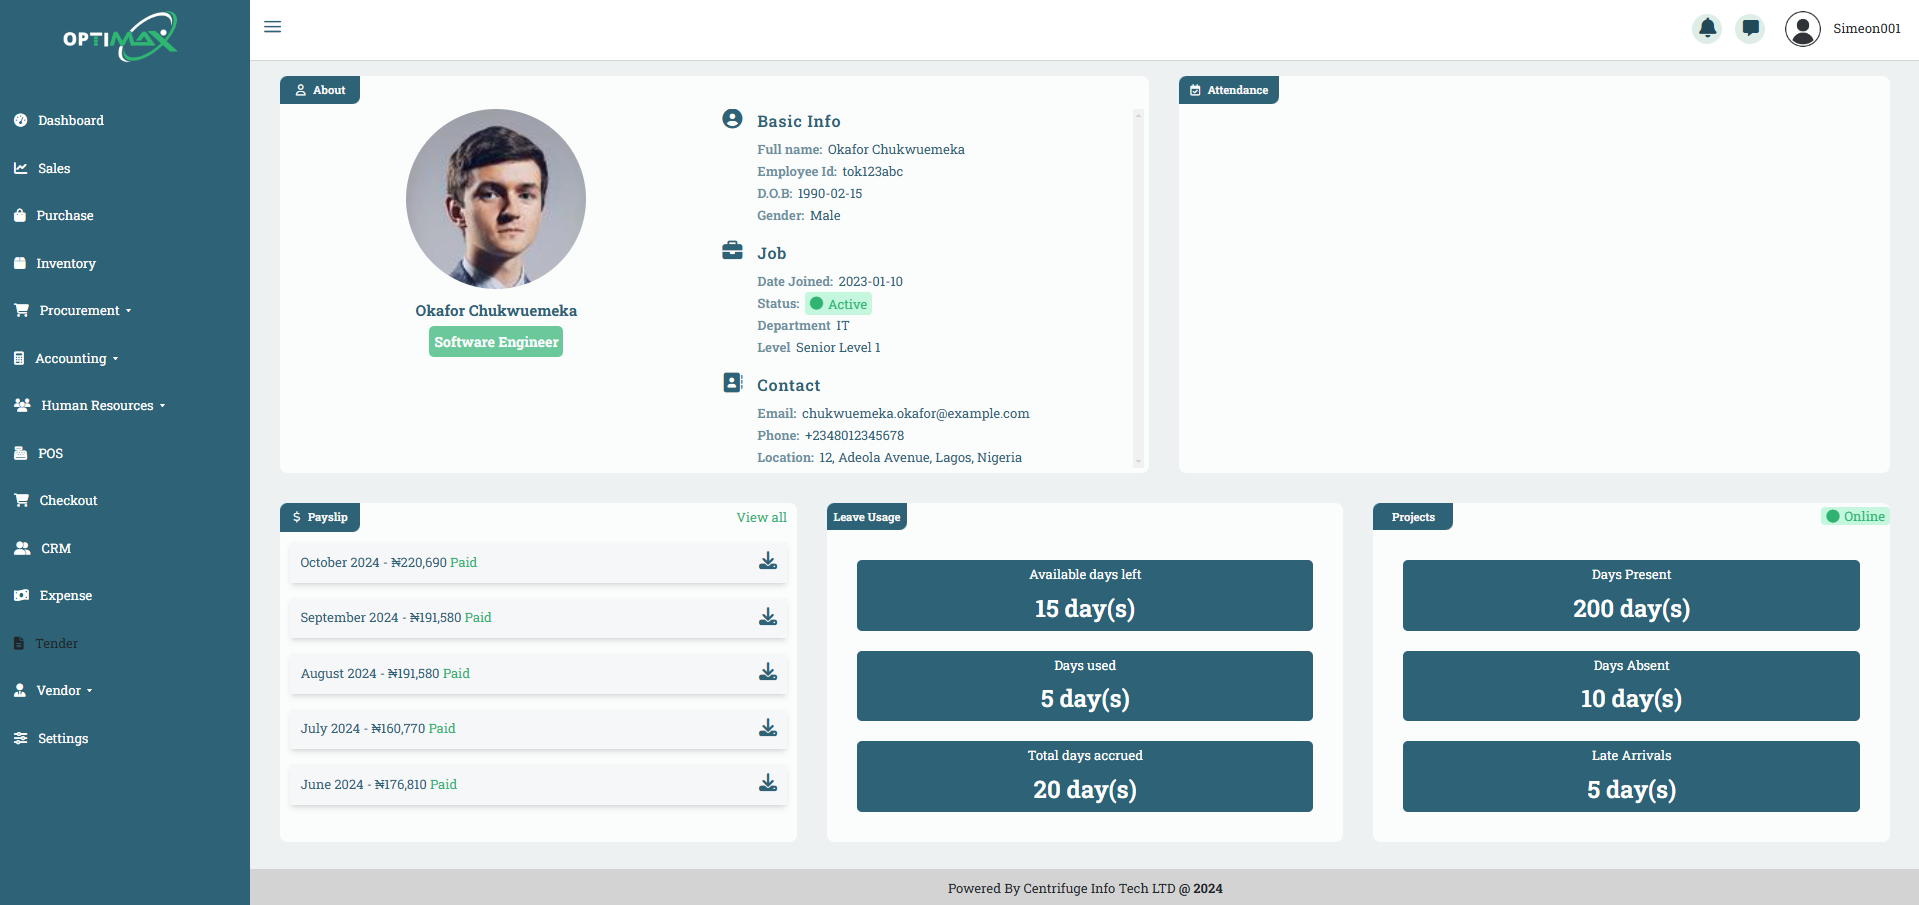 OPTIMAX
Simeon001
Dashboard
Sales
Purchase
Inventory
Procurement
Accounting
Human Resources
POS
Checkout
CRM
Expense
Tender
Vendor
Settings
About
Okafor Chukwuemeka
Software Engineer
Basic Info
Full name: Okafor Chukwuemeka
Employee Id: tok123abc
D.O.B: 1990-02-15
Gender: Male
Job
Date Joined: 2023-01-10
Status: Active
Department IT
Level Senior Level 1
Contact
Email: chukwuemeka.okafor@example.com
Phone: +2348012345678
Location: 12, Adeola Avenue, Lagos, Nigeria
Attendance
Payslip
View all
October 2024 - ₦220,690 Paid
September 2024 - ₦191,580 Paid
August 2024 - ₦191,580 Paid
July 2024 - ₦160,770 Paid
June 2024 - ₦176,810 Paid
Leave Usage
Available days left
15 day(s)
Days used
5 day(s)
Total days accrued
20 day(s)
Projects
Online
Days Present
200 day(s)
Days Absent
10 day(s)
Late Arrivals
5 day(s)
Powered By Centrifuge Info Tech LTD @ 2024